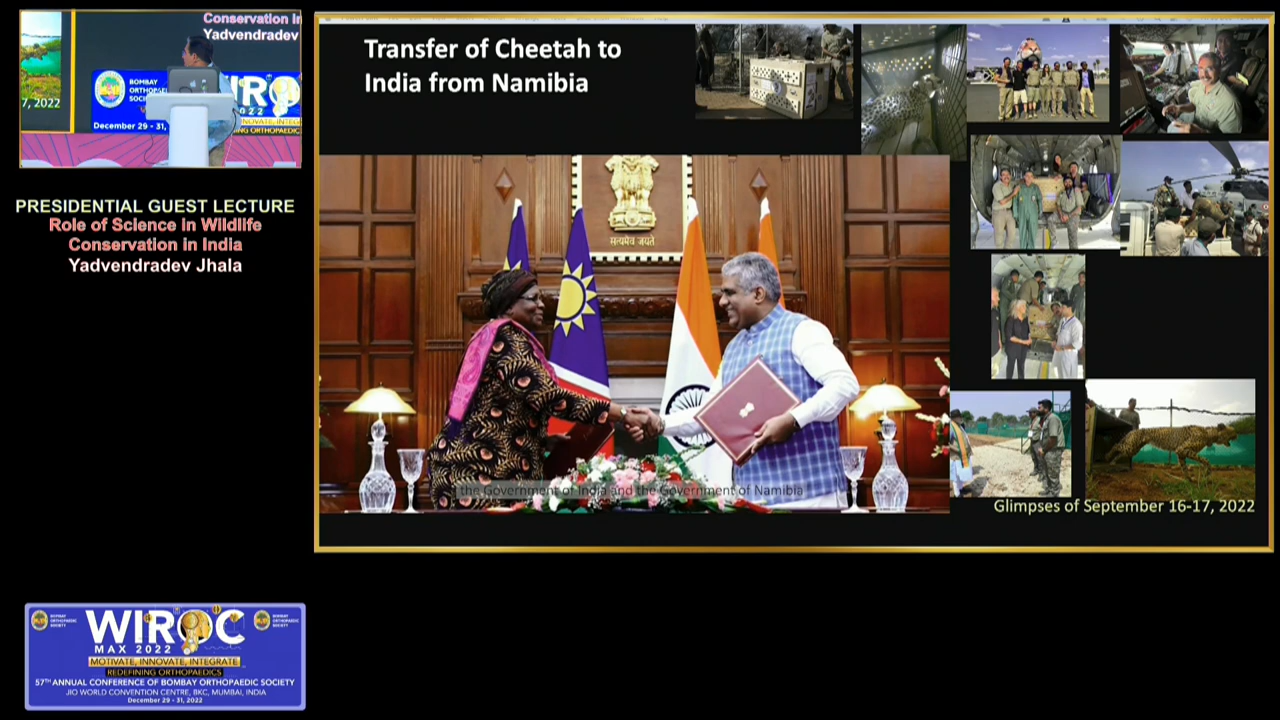 Conservation In
Yadvendradev
7, 2022
BOMBAY
ORTHOPAEDIC
2022
December 29 - 31,
PRESIDENTIAL GUEST LECTURE
Role of Science in Wildlife
Conservation in India
Yadvendradev Jhala
Transfer of Cheetah to
India from Namibia
सत्यमेव जयते
the Government of India and the Government of Namibia
Glimpses of September 16-17, 2022
BOMBAY
ORTHOPAEDIC
SOCIETY
WIROC
BOMBAY
ORTHOPAEDIC
SOCIETY
MAX 2022
MOTIVATE, INNOVATE, INTEGRATE
REDEFINING ORTHOPAEDICS
57TH ANNUAL CONFERENCE OF BOMBAY ORTHOPAEDIC SOCIETY
JIO WORLD CONVENTION CENTRE, BKC, MUMBAI, INDIA
December 29 - 31, 2022